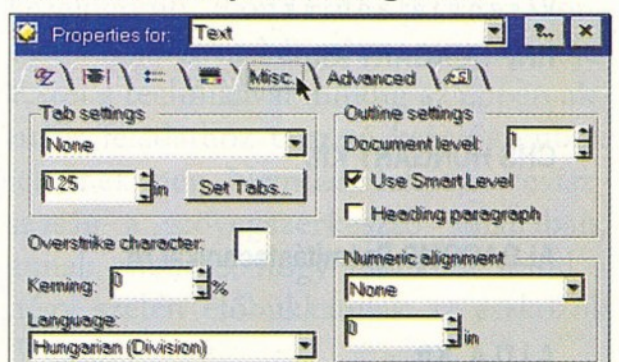 Properties for: Text
Misc. Advanced
Tab settings
None
0.25 in Set Tabs...
Overstrike character:
Kerning: 0 %
Language:
Hungarian (Division)
Outline settings
Document level: 1
Use Smart Level
Heading paragraph
Numeric alignment
None
0 in